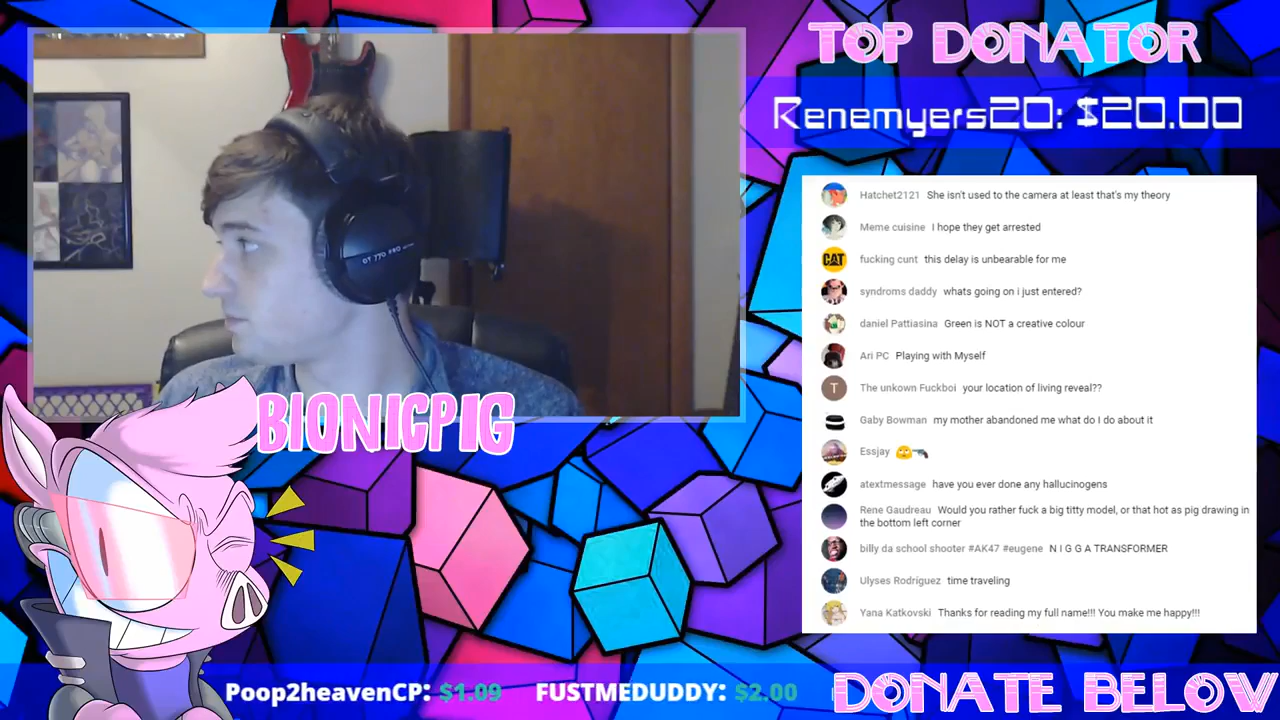 TOP DONATOR
Renemyers20: $20.00
Hatchet2121 She isn't used to the camera at least that's my theory
Meme cuisine I hope they get arrested
CAT
fucking cunt this delay is unbearable for me
syndroms daddy whats going on i just entered?
daniel Pattiasina Green is NOT a creative colour
Ari PC Playing with Myself
T
The unkown Fuckboi your location of living reveal??
Gaby Bowman my mother abandoned me what do I do about it
Essjay 🙄🔫
atextmessage have you ever done any hallucinogens
Rene Gaudreau Would you rather fuck a big titty model, or that hot as pig drawing in
the bottom left corner
billy da school shooter #AK47 #eugene N I G G A TRANSFORMER
Ulyses Rodríguez time traveling
Yana Katkovski Thanks for reading my full name!!! You make me happy!!!
DT 770 PRO
BIONICPIG
Poop2heavenCP: $1.09 FUSTMEDUDDY: $2.00
DONATE BELOW